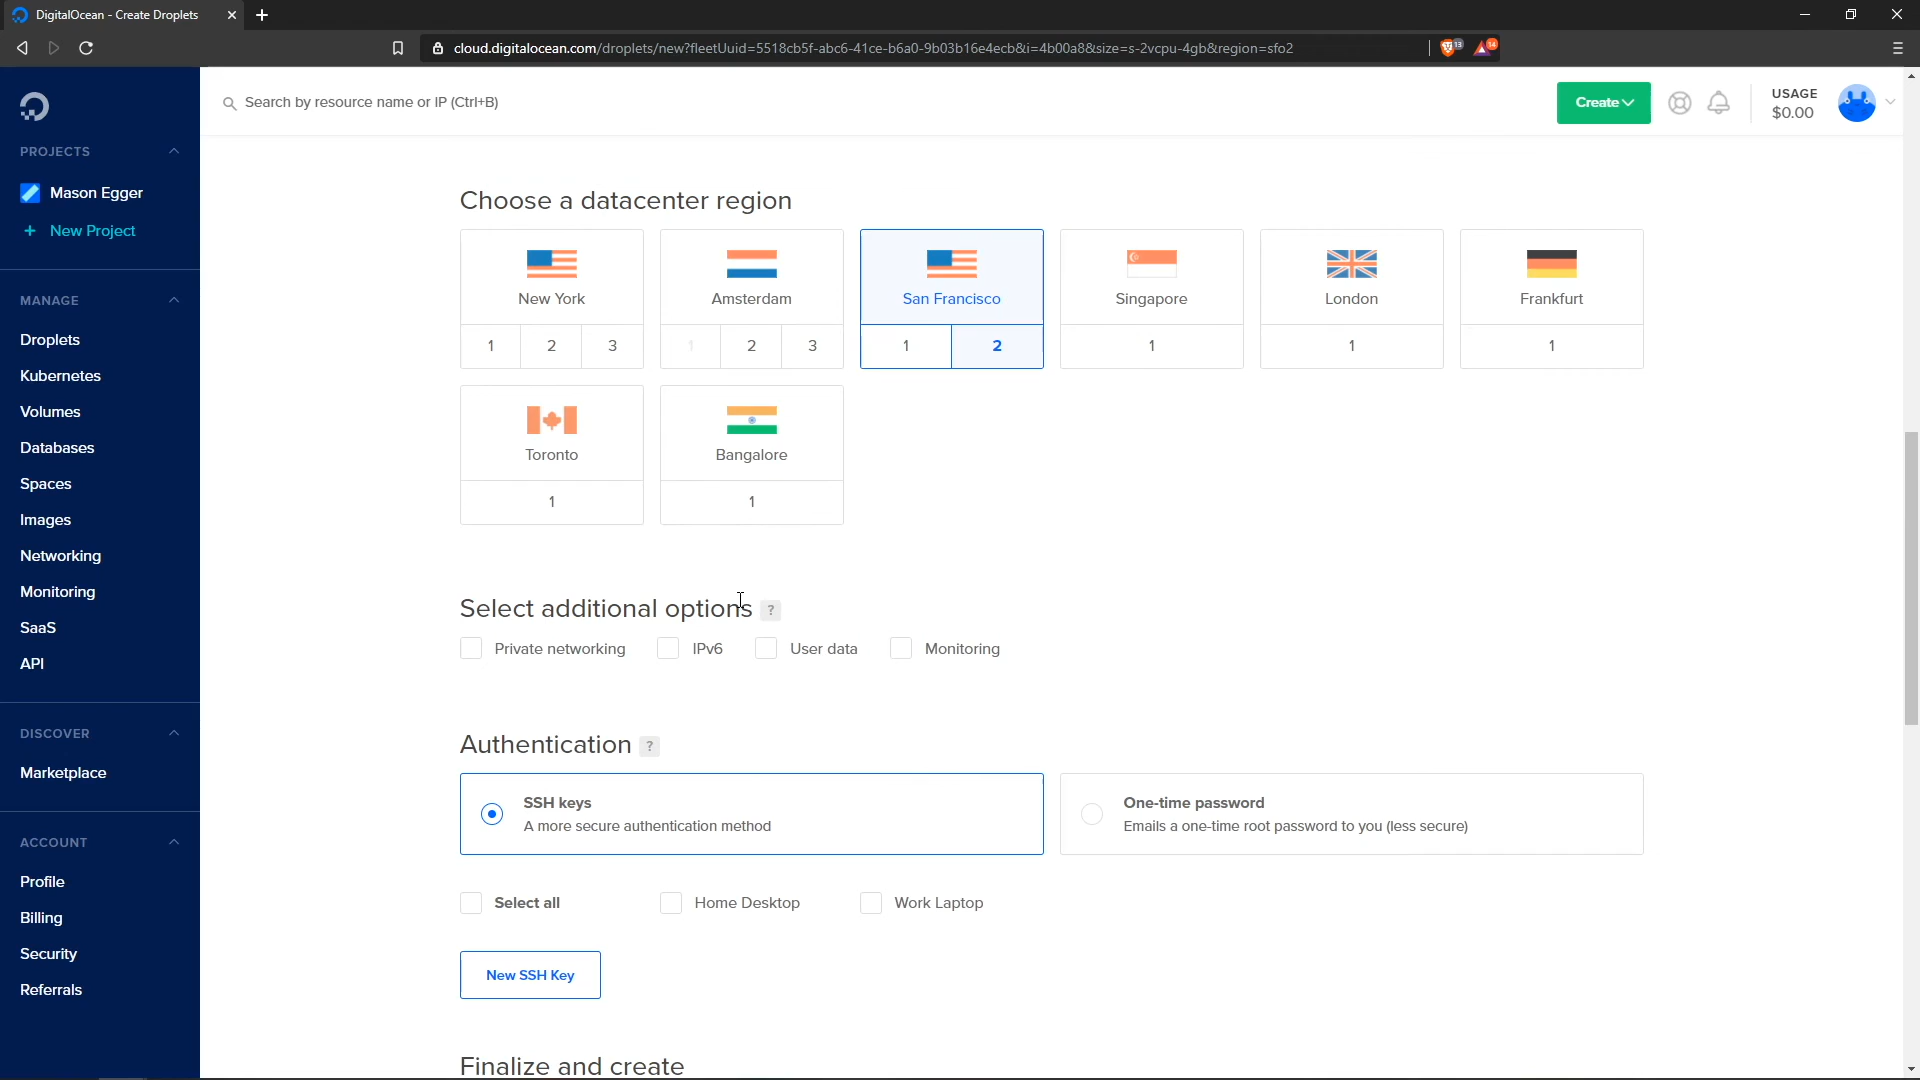 DigitalOcean - Create Droplets
cloud.digitalocean.com/droplets/new?fleetUuid=5518cb5f-abc6-41ce-b6a0-9b03b16e4ecb&i=4b00a8&size=s-2vcpu-4gb&region=sfo2
13
14
Search by resource name or IP (Ctrl+B)
Create
USAGE
$0.00
PROJECTS
Mason Egger
+ New Project
MANAGE
Droplets
Kubernetes
Volumes
Databases
Spaces
Images
Networking
Monitoring
SaaS
API
DISCOVER
Marketplace
ACCOUNT
Profile
Billing
Security
Referrals
Choose a datacenter region
New York
Amsterdam
San Francisco
Singapore
London
Frankfurt
1 2 3
1 2 3
1 2
1
1
1
Toronto
Bangalore
1
1
Select additional options ?
Private networking
IPv6
User data
Monitoring
Authentication ?
SSH keys
A more secure authentication method
One-time password
Emails a one-time root password to you (less secure)
Select all
Home Desktop
Work Laptop
New SSH Key
Finalize and create